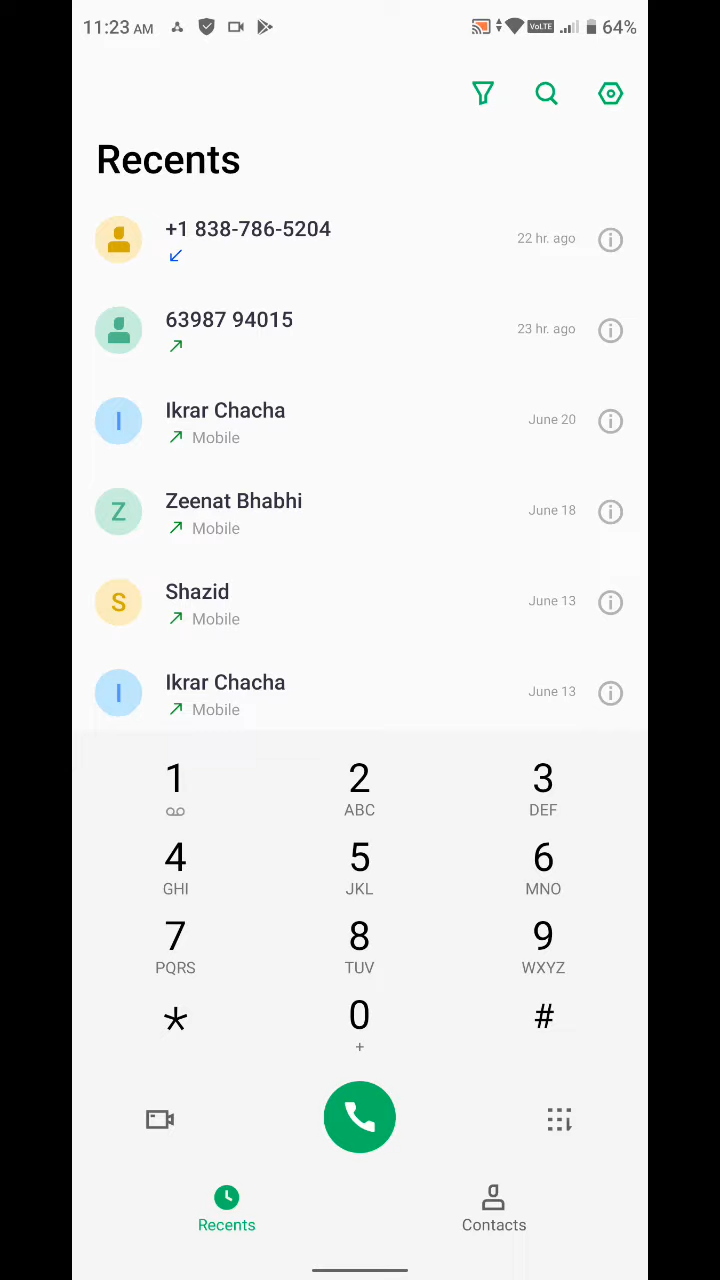 11:23 AM
VoLTE
64%
Recents
+1 838-786-5204
22 hr. ago
63987 94015
23 hr. ago
I
Ikrar Chacha
Mobile
June 20
Z
Zeenat Bhabhi
Mobile
June 18
S
Shazid
Mobile
June 13
I
Ikrar Chacha
Mobile
June 13
1 2 3
ABC DEF
4 5 6
GHI JKL MNO
7 8 9
PQRS TUV WXYZ
* 0 #
+
Recents Contacts